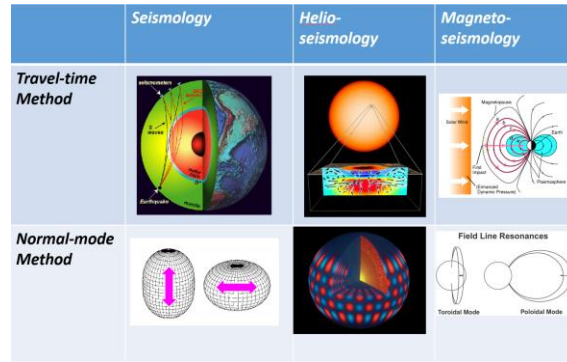 Seismology
Helio-
seismology
Magneto-
seismology
Travel-time
Method
seismometers
S
waves
Earthquake
mantle
Magnetopause
Solar Wind
Earth
First
Impact
(Enhanced
Dynamic Pressure)
Plasmasphere
Normal-mode
Method
Field Line Resonances
Toroidal Mode
Poloidal Mode